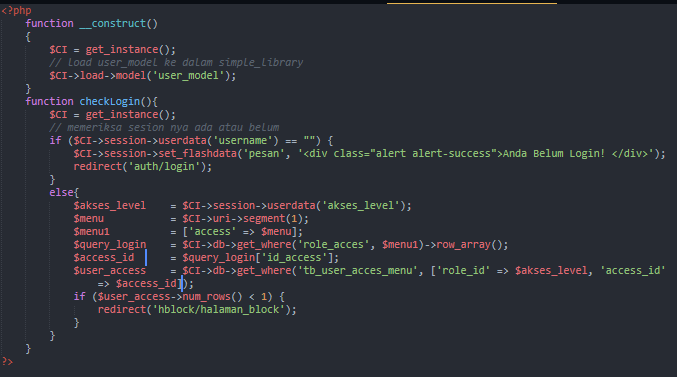 <?php
    function __construct()
    {
        $CI = get_instance();
        // load user_model ke dalam simple_library
        $CI->load->model('user_model');
    }
    function checkLogin(){
        $CI = get_instance();
        // memeriksa sesion nya ada atau belum
        if ($CI->session->userdata('username') == "") {
            $CI->session->set_flashdata('pesan', '<div class="alert alert-success">Anda Belum Login! </div>');
            redirect('auth/login');
        }
        else{
            $akses_level    = $CI->session->userdata('akses_level');
            $menu           = $CI->uri->segment(1);
            $menu1          = ['access' => $menu];
            $query_login    = $CI->db->get_where('role_acces', $menu1)->row_array();
            $access_id      = $query_login['id_access'];
            $user_access    = $CI->db->get_where('tb_user_acces_menu', ['role_id' => $akses_level, 'access_id'
                => $access_id]);
            if ($user_access->num_rows() < 1) {
                redirect('hblock/halaman_block');
            }
        }
    }
?>